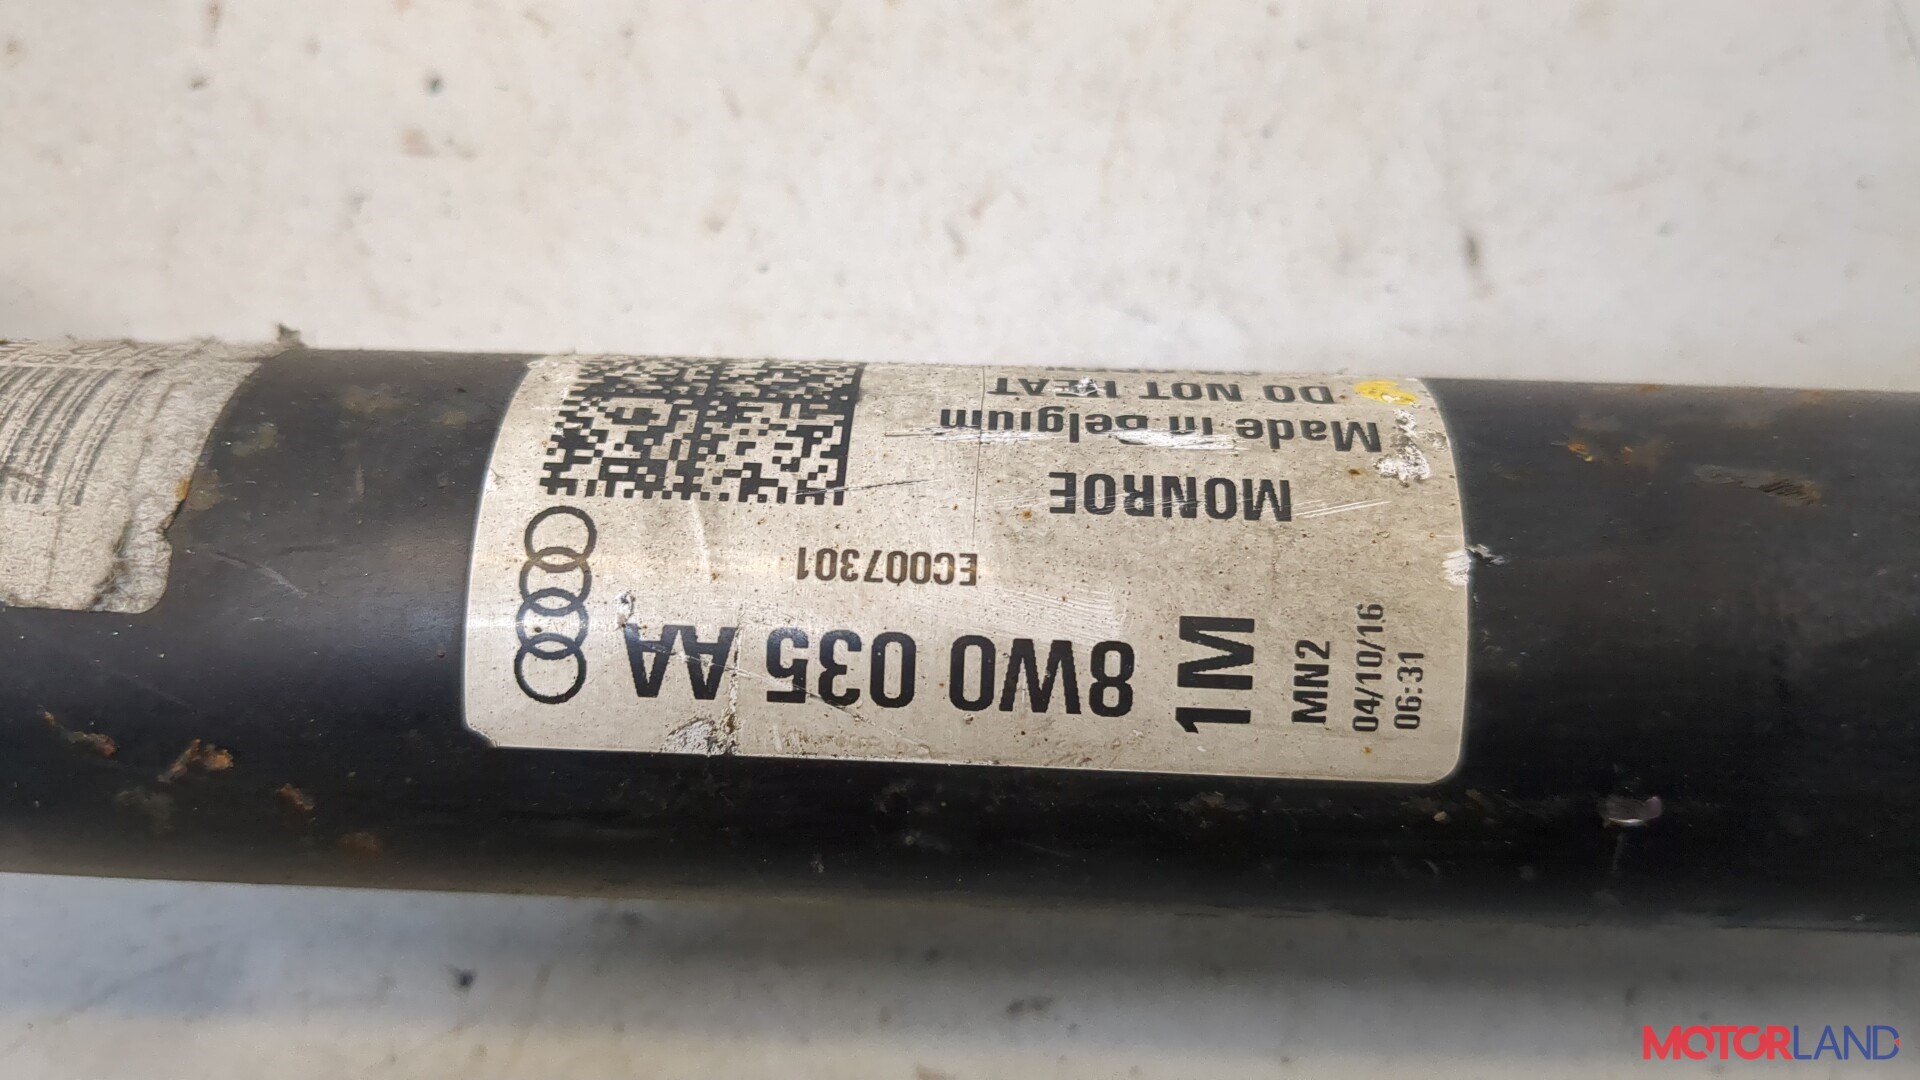 8W0 035 AA
EC007301
MONROE
Made in Belgium
DO NOT HEAT
1M
MN2
04/10/16
06:31
MOTORLAND